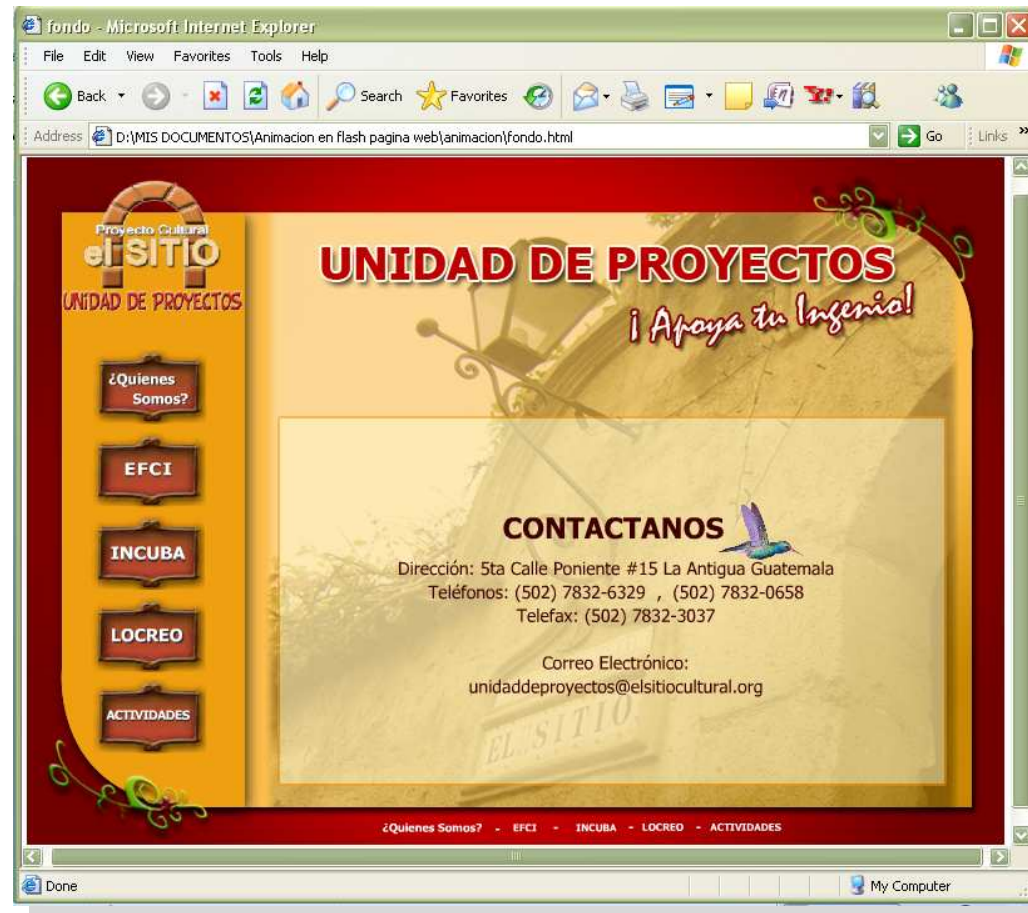 fondo - Microsoft Internet Explorer
File Edit View Favorites Tools Help
Back Search Favorites
Address D:\MIS DOCUMENTOS\Animacion en flash pagina web\animacion\fondo.html Go Links »
Proyecto Cultural
el SITIO
UNIDAD DE PROYECTOS
UNIDAD DE PROYECTOS
¡ Apoya tu Ingenio!
¿Quienes
Somos?
EFCI
INCUBA
LOCREO
ACTIVIDADES
CONTACTANOS
Dirección: 5ta Calle Poniente #15 La Antigua Guatemala
Teléfonos: (502) 7832-6329 , (502) 7832-0658
Telefax: (502) 7832-3037
Correo Electrónico:
unidaddeproyectos@elsitiocultural.org
EL SITIO
¿Quienes Somos? - EFCI - INCUBA - LOCREO - ACTIVIDADES
Done My Computer